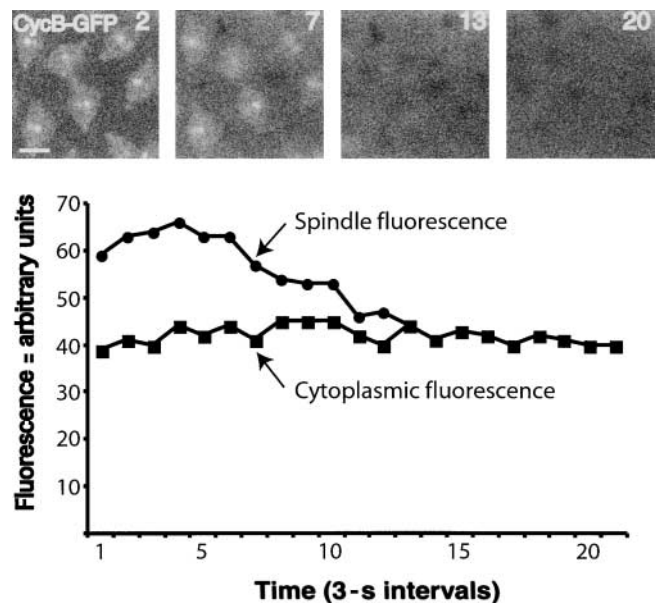 CycB-GFP 2
7
13
20
70
60
50
40
30
20
10
Spindle fluorescence
Cytoplasmic fluorescence
Fluorescence = arbitrary units
1 5 10 15 20
Time (3-s intervals)